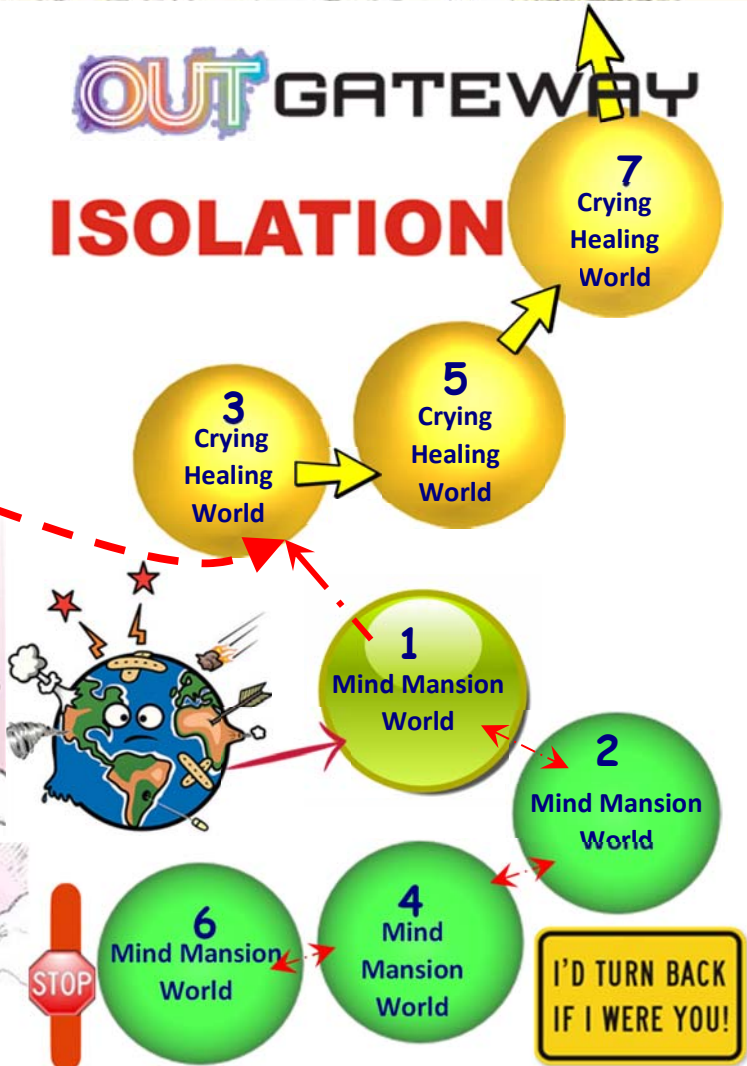 OUT GATEWAY
ISOLATION
7
Crying
Healing
World
5
Crying
Healing
World
3
Crying
Healing
World
1
Mind Mansion
World
2
Mind Mansion
World
4
Mind
Mansion
World
6
Mind Mansion
World
STOP
I'D TURN BACK
IF I WERE YOU!